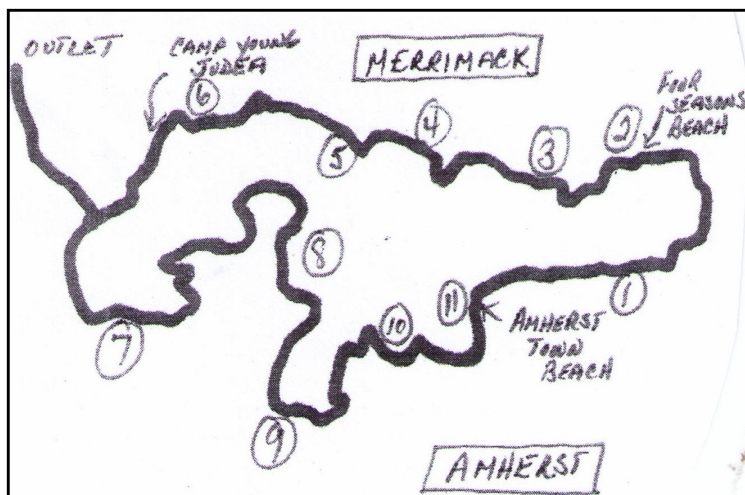 OUTLET
CAMP YOUNG
JUDEA
MERRIMACK
FOUR
SEASONS
BEACH
6
5
4
3
2
8
7
9
10
11
1
AMHERST
TOWN
BEACH
AMHERST